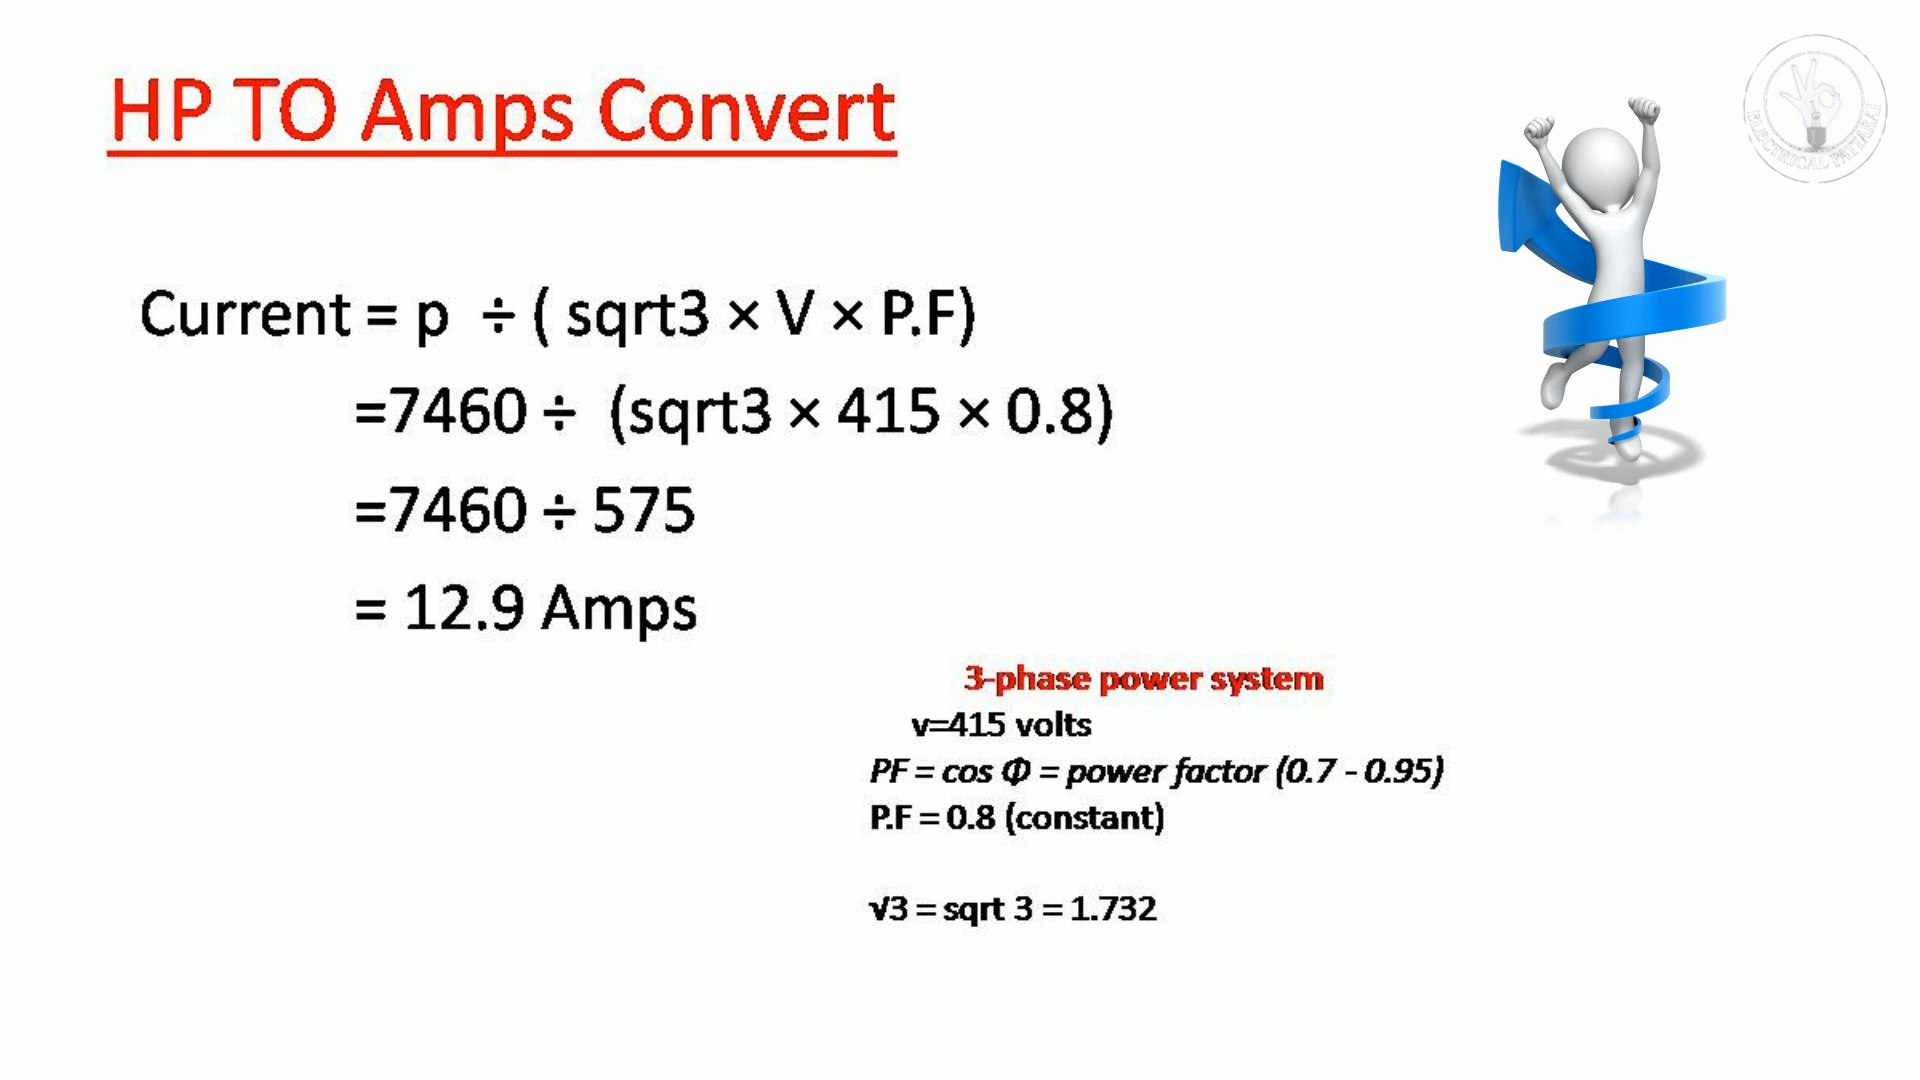 HP TO Amps Convert
ELECTRICAL PATTARAI
Current = p ÷ ( sqrt3 × V × P.F)
=7460 ÷ (sqrt3 × 415 × 0.8)
=7460 ÷ 575
= 12.9 Amps
3-phase power system
v=415 volts
PF = cos Φ = power factor (0.7 - 0.95)
P.F = 0.8 (constant)
√3 = sqrt 3 = 1.732